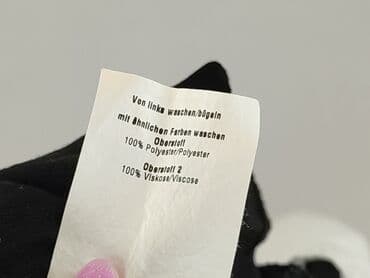 Von links waschen/bügeln
mit ähnlichen Farben waschen
Oberstoff
100% Polyester/Polyester
Oberstoff 2
100% Viskose/Viscose